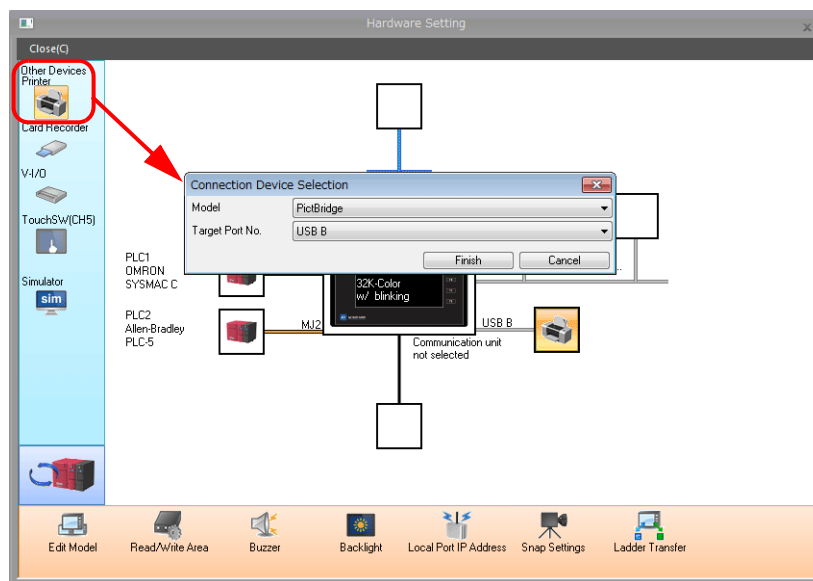 Hardware Setting
Close(C)
Other Devices
Printer
Card Recorder
V-I/O
TouchSW(CH5)
Simulator
sim
Connection Device Selection
Model
PictBridge
Target Port No.
USB B
Finish
Cancel
PLC1
OMRON
SYSMAC C
32K-Color
w/ blinking
PLC2
Allen-Bradley
PLC-5
MJ2
USB B
Communication unit
not selected
Edit Model
Read/Write Area
Buzzer
Backlight
Local Port IP Address
Snap Settings
Ladder Transfer